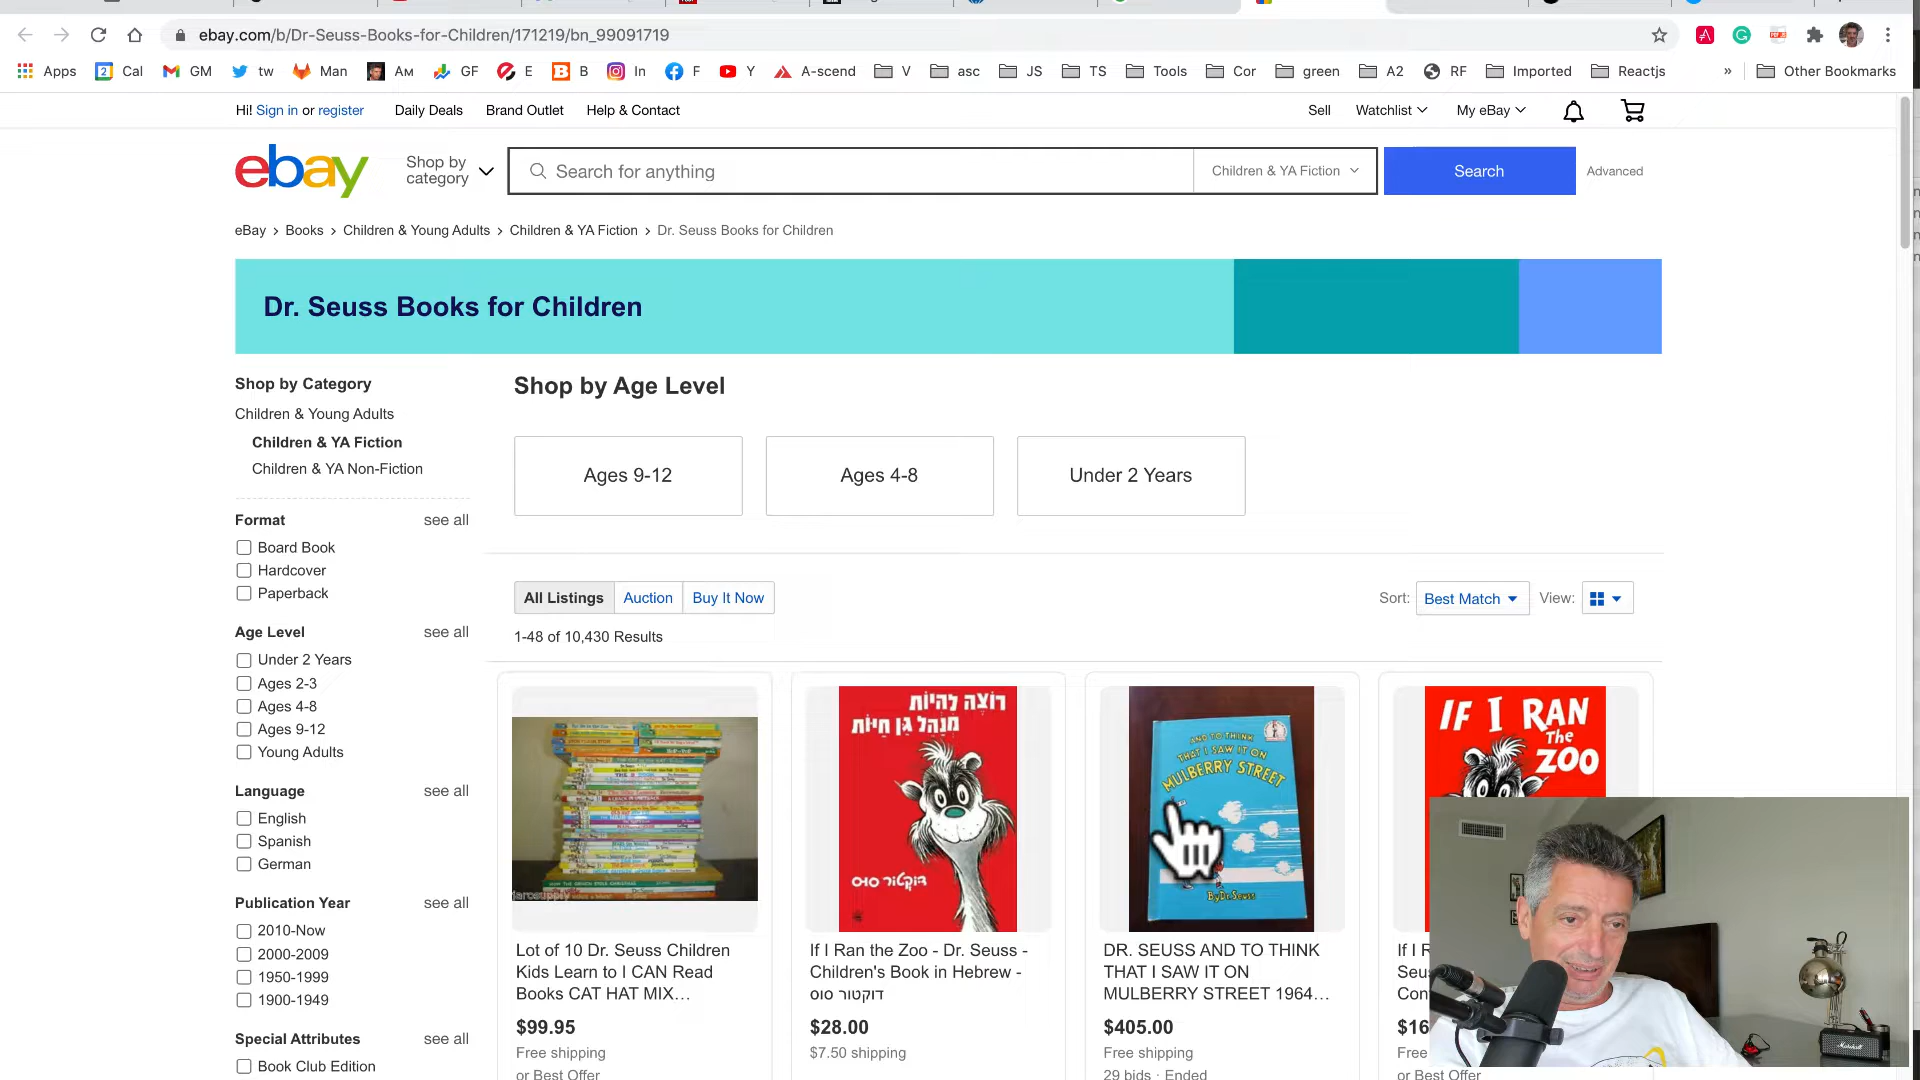 ebay.com/b/Dr-Seuss-Books-for-Children/171219/bn_99091719
Apps Cal GM tw Man Aм GF E B In F Y A-scend V asc JS TS Tools Cor green A2 RF Imported Reactjs » Other Bookmarks
Hi! Sign in or register Daily Deals Brand Outlet Help & Contact Sell Watchlist My eBay
ebay
Shop by
category
Search for anything Children & YA Fiction Search Advanced
eBay > Books > Children & Young Adults > Children & YA Fiction > Dr. Seuss Books for Children
Dr. Seuss Books for Children
Shop by Category
Children & Young Adults
Children & YA Fiction
Children & YA Non-Fiction
Format see all
Board Book
Hardcover
Paperback
Age Level see all
Under 2 Years
Ages 2-3
Ages 4-8
Ages 9-12
Young Adults
Language see all
English
Spanish
German
Publication Year see all
2010-Now
2000-2009
1950-1999
1900-1949
Special Attributes see all
Book Club Edition
Shop by Age Level
Ages 9-12 Ages 4-8 Under 2 Years
All Listings Auction Buy It Now
Sort: Best Match View:
1-48 of 10,430 Results
Lot of 10 Dr. Seuss Children
Kids Learn to I CAN Read
Books CAT HAT MIX…
$99.95
Free shipping
or Best Offer
רוצה להיות
מנהל גן חיות
דוקטור סוס
If I Ran the Zoo - Dr. Seuss -
Children's Book in Hebrew -
דוקטור סוס
$28.00
$7.50 shipping
AND TO THINK
THAT I SAW IT ON
MULBERRY STREET
By Dr. Seuss
DR. SEUSS AND TO THINK
THAT I SAW IT ON
MULBERRY STREET 1964…
$405.00
Free shipping
29 bids · Ended
IF I RAN
The
ZOO
If I R
Seus
Con
$16
Free
or Best Offer
Marshall